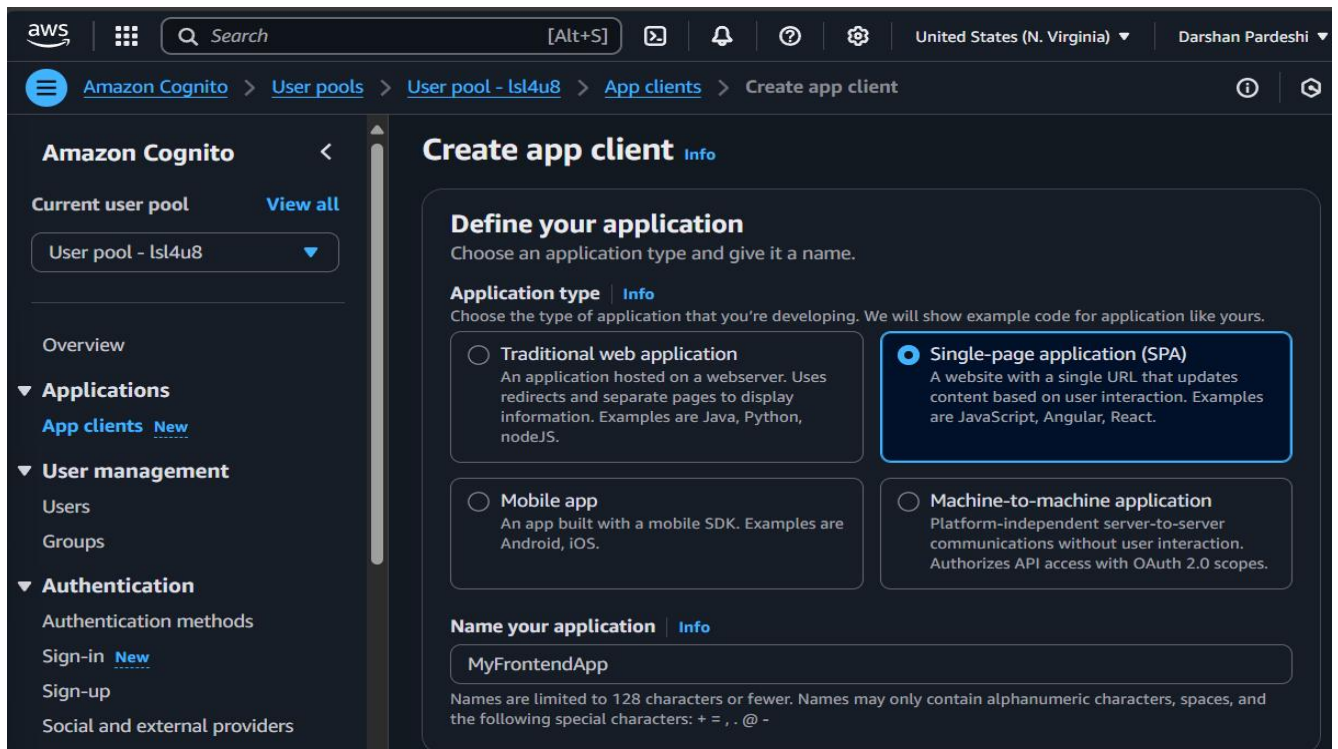 aws Search [Alt+S] United States (N. Virginia) Darshan Pardeshi
Amazon Cognito > User pools > User pool - lsl4u8 > App clients > Create app client
Amazon Cognito
Current user pool View all
User pool - lsl4u8
Overview
Applications
App clients New
User management
Users
Groups
Authentication
Authentication methods
Sign-in New
Sign-up
Social and external providers
Create app client Info
Define your application
Choose an application type and give it a name.
Application type Info
Choose the type of application that you're developing. We will show example code for application like yours.
Traditional web application
An application hosted on a webserver. Uses
redirects and separate pages to display
information. Examples are Java, Python,
nodeJS.
Single-page application (SPA)
A website with a single URL that updates
content based on user interaction. Examples
are JavaScript, Angular, React.
Mobile app
An app built with a mobile SDK. Examples are
Android, iOS.
Machine-to-machine application
Platform-independent server-to-server
communications without user interaction.
Authorizes API access with OAuth 2.0 scopes.
Name your application Info
MyFrontendApp
Names are limited to 128 characters or fewer. Names may only contain alphanumeric characters, spaces, and
the following special characters: + = , . @ -